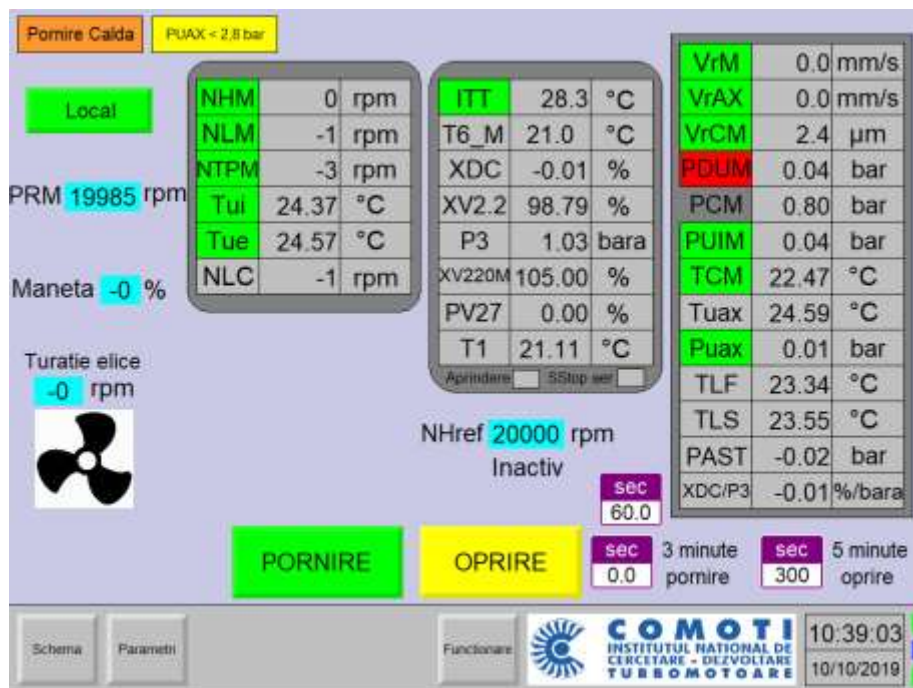 Pornire Calda
PUAX < 2,8 bar
Local
PRM 19985 rpm
Maneta -0 %
Turatie elice
-0 rpm
NHM 0 rpm
NLM -1 rpm
NTPM -3 rpm
Tui 24.37 °C
Tue 24.57 °C
NLC -1 rpm
ITT 28.3 °C
T6_M 21.0 °C
XDC -0.01 %
XV2.2 98.79 %
P3 1.03 bara
XV220M 105.00 %
PV27 0.00 %
T1 21.11 °C
Aprindere SStop ser
NHref 20000 rpm
Inactiv
VrM 0.0 mm/s
VrAX 0.0 mm/s
VrCM 2.4 µm
PDUM 0.04 bar
PCM 0.80 bar
PUIM 0.04 bar
TCM 22.47 °C
Tuax 24.59 °C
Puax 0.01 bar
TLF 23.34 °C
TLS 23.55 °C
PAST -0.02 bar
XDC/P3 -0.01 %/bara
sec
60.0
PORNIRE
OPRIRE
sec 3 minute
0.0 pornire
sec 5 minute
300 oprire
Schema
Parametri
Functionare
COMOTI
INSTITUTUL NATIONAL DE
CERCETARE - DEZVOLTARE
TURBOMOTOARE
10:39:03
10/10/2019